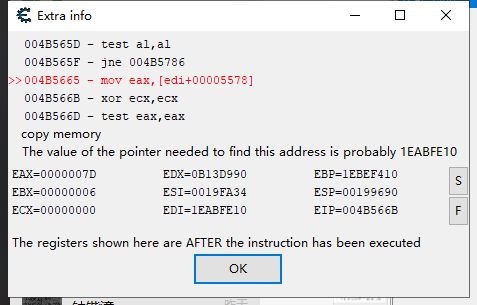 Extra info
004B565D - test al,al
004B565F - jne 004B5786
>>004B5665 - mov eax,[edi+00005578]
004B566B - xor ecx,ecx
004B566D - test eax,eax
copy memory
The value of the pointer needed to find this address is probably 1EABFE10
EAX=0000007D EDX=0B13D990 EBP=1EBEF410
EBX=00000006 ESI=0019FA34 ESP=00199690
ECX=00000000 EDI=1EABFE10 EIP=004B566B
S
F
The registers shown here are AFTER the instruction has been executed
OK